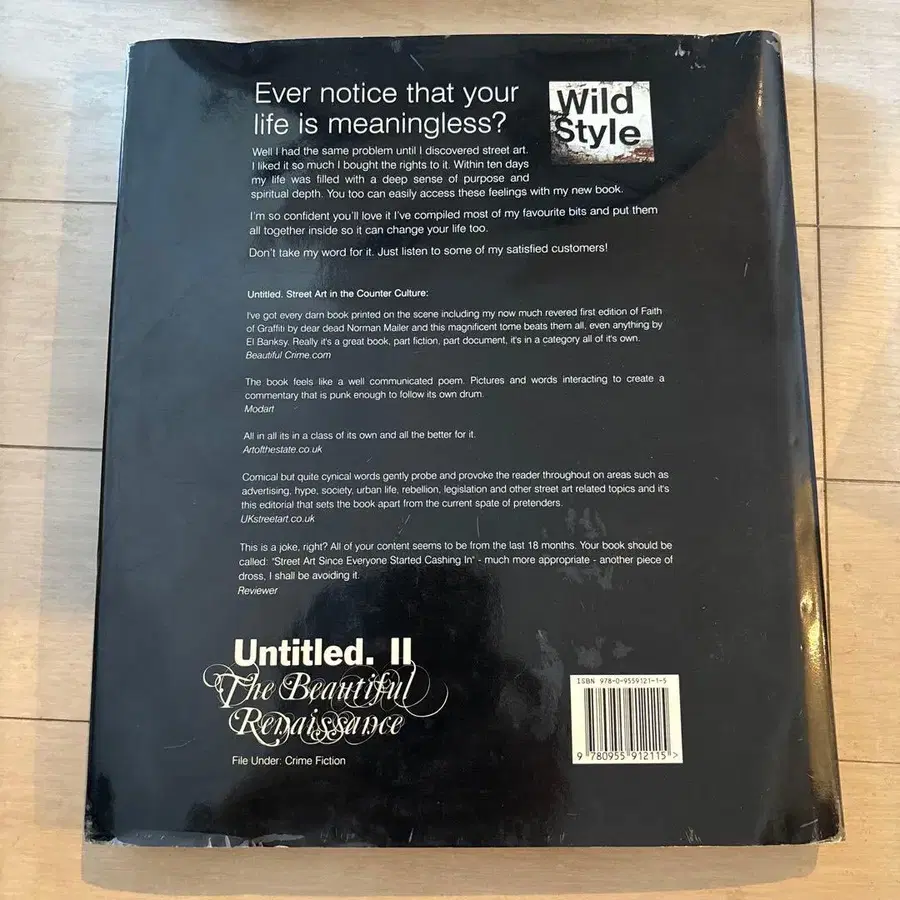 Ever notice that your
life is meaningless?
Wild
Style
Well I had the same problem until I discovered street art.
I liked it so much I bought the rights to it. Within ten days
my life was filled with a deep sense of purpose and
spiritual depth. You too can easily access these feelings with my new book.
I'm so confident you'll love it I've compiled most of my favourite bits and put them
all together inside so it can change your life too.
Don't take my word for it. Just listen to some of my satisfied customers!
Untitled. Street Art in the Counter Culture:
I've got every darn book printed on the scene including my now much revered first edition of Faith
of Graffiti by dear dead Norman Mailer and this magnificent tome beats them all, even anything by
El Banksy. Really it's a great book, part fiction, part document, it's in a category all of it's own.
Beautiful Crime.com
The book feels like a well communicated poem. Pictures and words interacting to create a
commentary that is punk enough to follow its own drum.
Modart
All in all its in a class of its own and all the better for it.
Artofthestate.co.uk
Comical but quite cynical words gently probe and provoke the reader throughout on areas such as
advertising, hype, society, urban life, rebellion, legislation and other street art related topics and it's
this editorial that sets the book apart from the current spate of pretenders.
UKstreetart.co.uk
This is a joke, right? All of your content seems to be from the last 18 months. Your book should be
called: "Street Art Since Everyone Started Cashing In" - much more appropriate - another piece of
dross, I shall be avoiding it.
Reviewer
Untitled. II
The Beautiful
Renaissance
File Under: Crime Fiction
ISBN 978-0-9559121-1-5
9 780955 912115 >